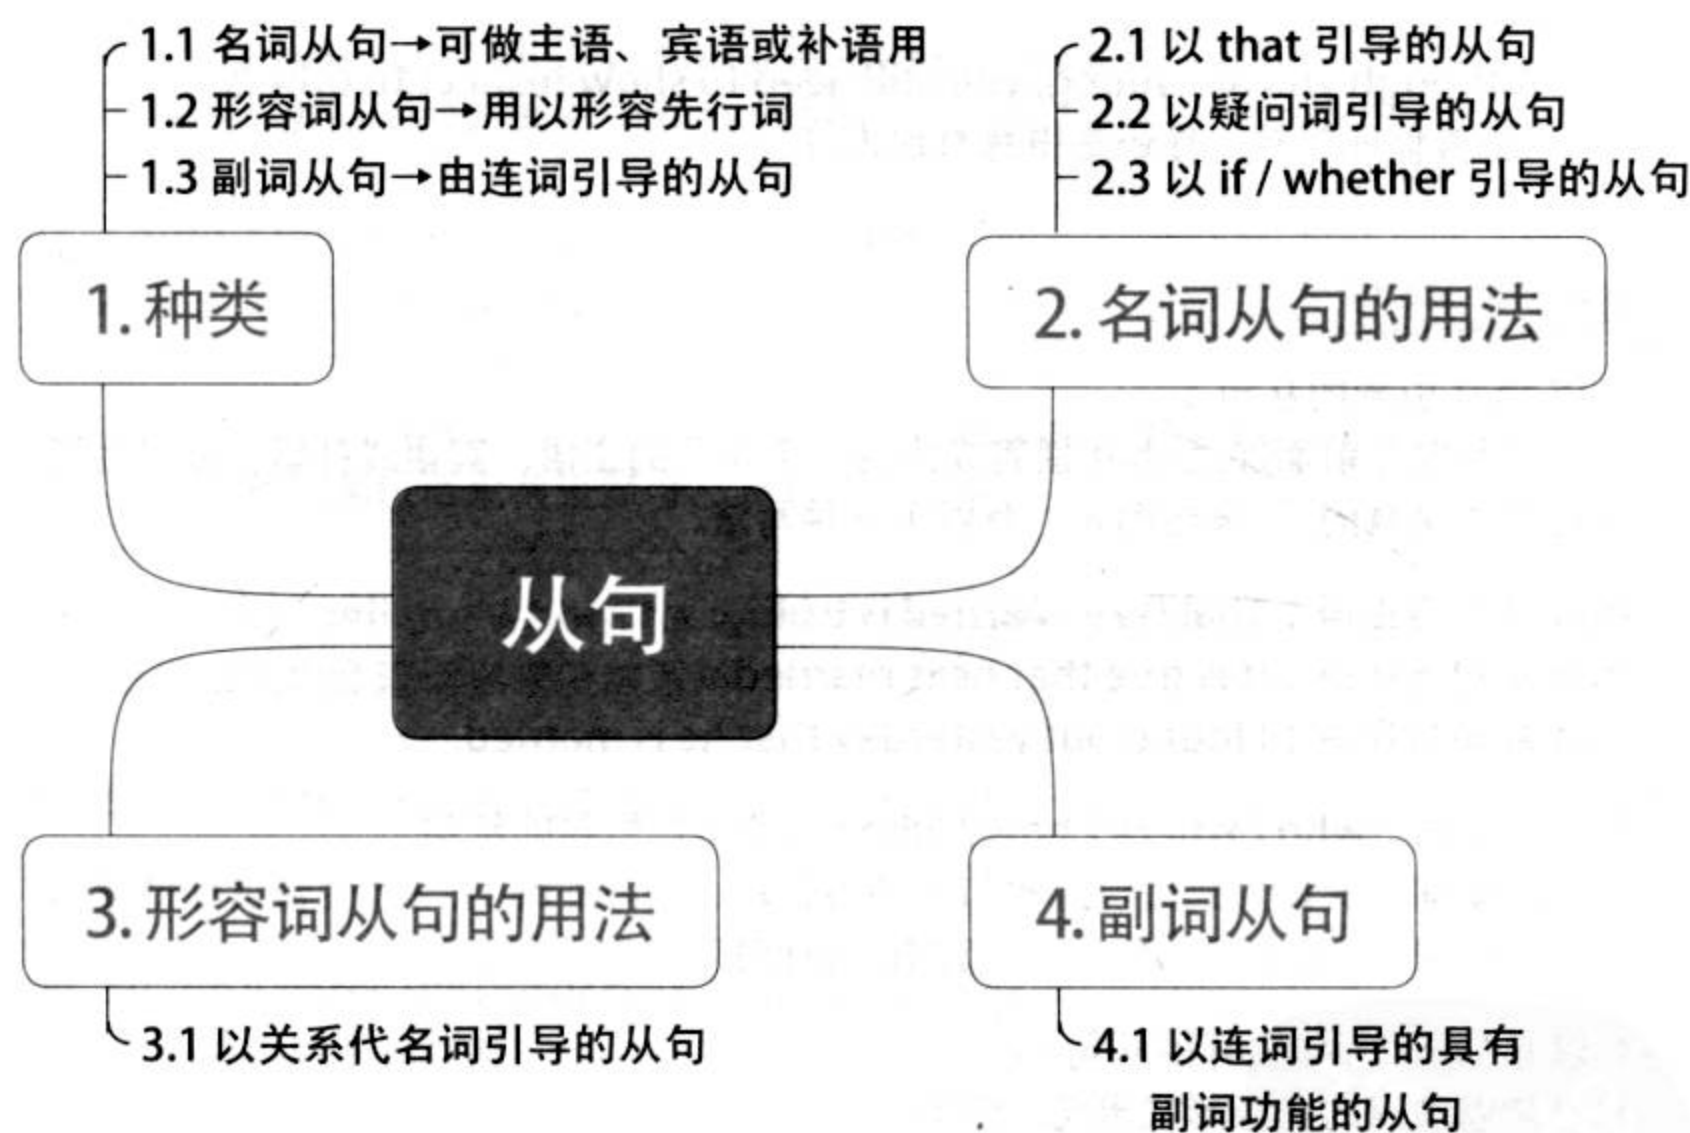 1.1 名词从句→可做主语、宾语或补语用
1.2 形容词从句→用以形容先行词
1.3 副词从句→由连词引导的从句
1. 种类
2.1 以 that 引导的从句
2.2 以疑问词引导的从句
2.3 以 if / whether 引导的从句
2. 名词从句的用法
从句
3. 形容词从句的用法
3.1 以关系代名词引导的从句
4. 副词从句
4.1 以连词引导的具有
副词功能的从句